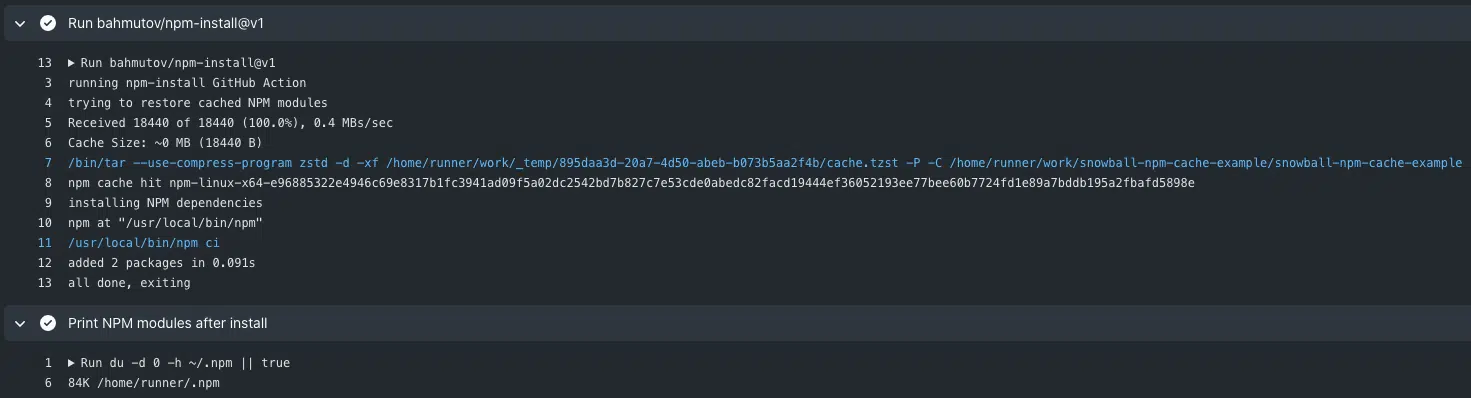 Run bahmutov/npm-install@v1
13 ▶ Run bahmutov/npm-install@v1
3 running npm-install GitHub Action
4 trying to restore cached NPM modules
5 Received 18440 of 18440 (100.0%), 0.4 MBs/sec
6 Cache Size: ~0 MB (18440 B)
7 /bin/tar --use-compress-program zstd -d -xf /home/runner/work/_temp/895daa3d-20a7-4d50-abeb-b073b5aa2f4b/cache.tzst -P -C /home/runner/work/snowball-npm-cache-example/snowball-npm-cache-example
8 npm cache hit npm-linux-x64-e96885322e4946c69e8317b1fc3941ad09f5a02dc2542bd7b827c7e53cde0abedc82facd19444ef36052193ee77bee60b7724fd1e89a7bddb195a2fbafd5898e
9 installing NPM dependencies
10 npm at "/usr/local/bin/npm"
11 /usr/local/bin/npm ci
12 added 2 packages in 0.091s
13 all done, exiting
Print NPM modules after install
1 ▶ Run du -d 0 -h ~/.npm || true
6 84K /home/runner/.npm